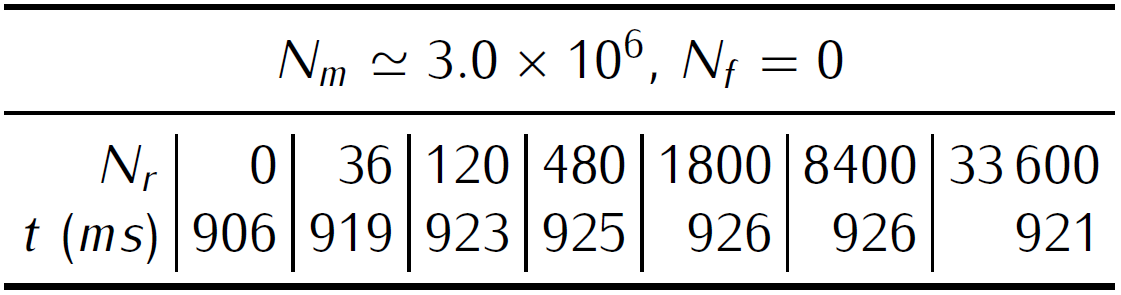 N_m ≃ 3.0 × 10^6, N_f = 0
N_r 0 36 120 480 1800 8400 33 600
t (ms) 906 919 923 925 926 926 921